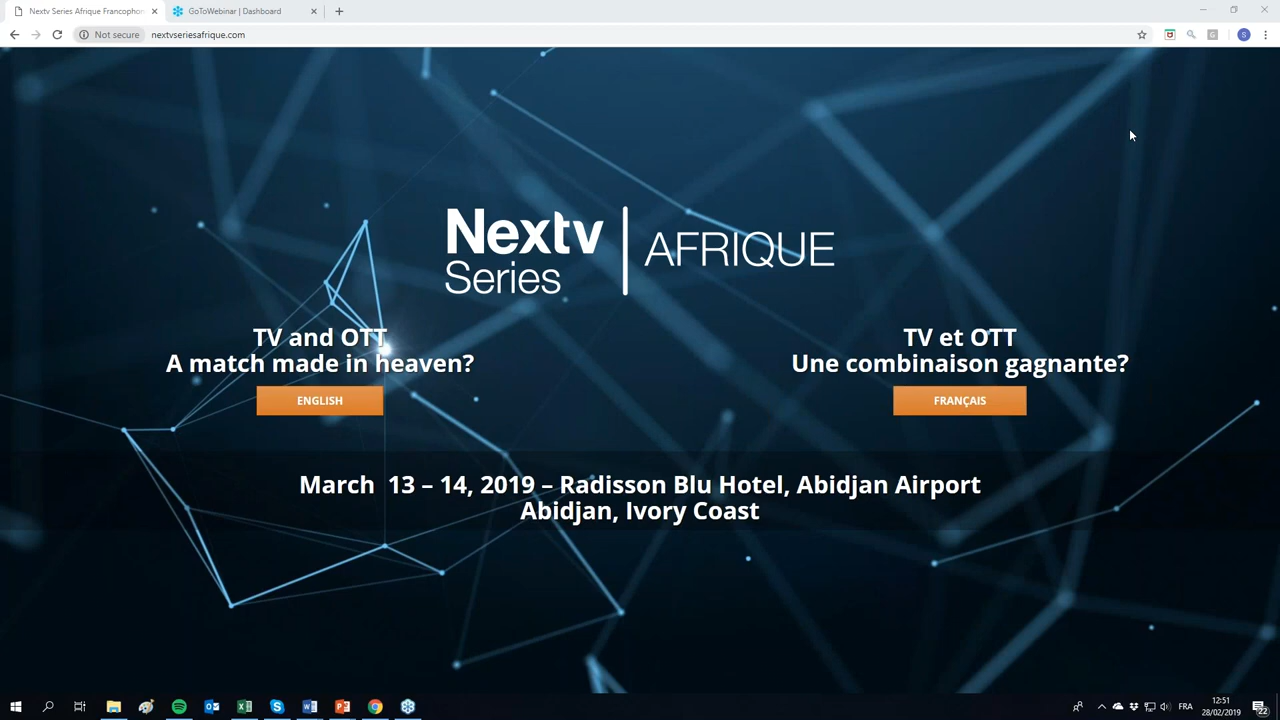 Nextv Series Afrique Francophon
GoToWebinar | Dashboard
Not secure
nextvseriesafrique.com
S
Nextv
Series
AFRIQUE
TV and OTT
A match made in heaven?
ENGLISH
TV et OTT
Une combinaison gagnante?
FRANÇAIS
March 13 – 14, 2019 – Radisson Blu Hotel, Abidjan Airport
Abidjan, Ivory Coast
FRA
12:51
28/02/2019
22